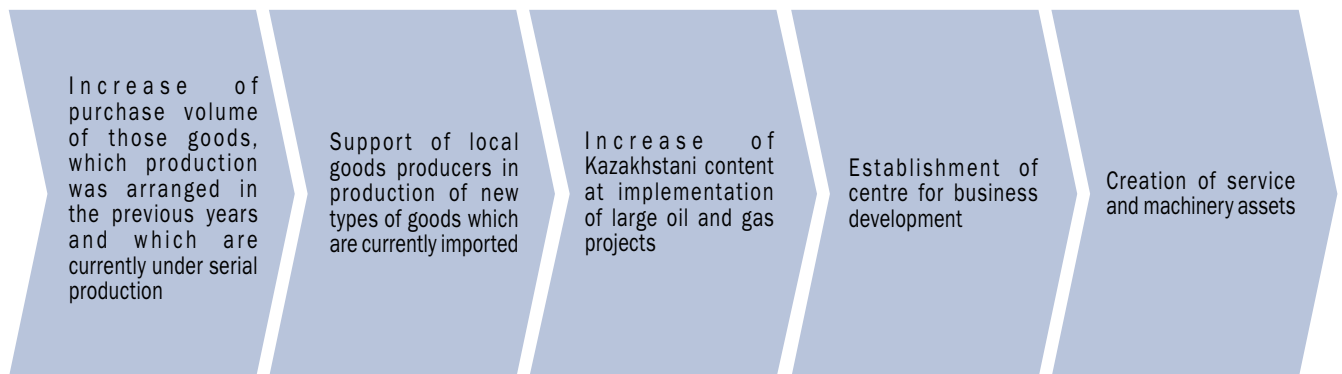 Increase of
purchase volume
of those goods,
which production
was arranged in
the previous years
and which are
currently under serial
production
Support of local
goods producers in
production of new
types of goods which
are currently imported
Increase of
Kazakhstani content
at implementation
of large oil and gas
projects
Establishment of
centre for business
development
Creation of service
and machinery assets